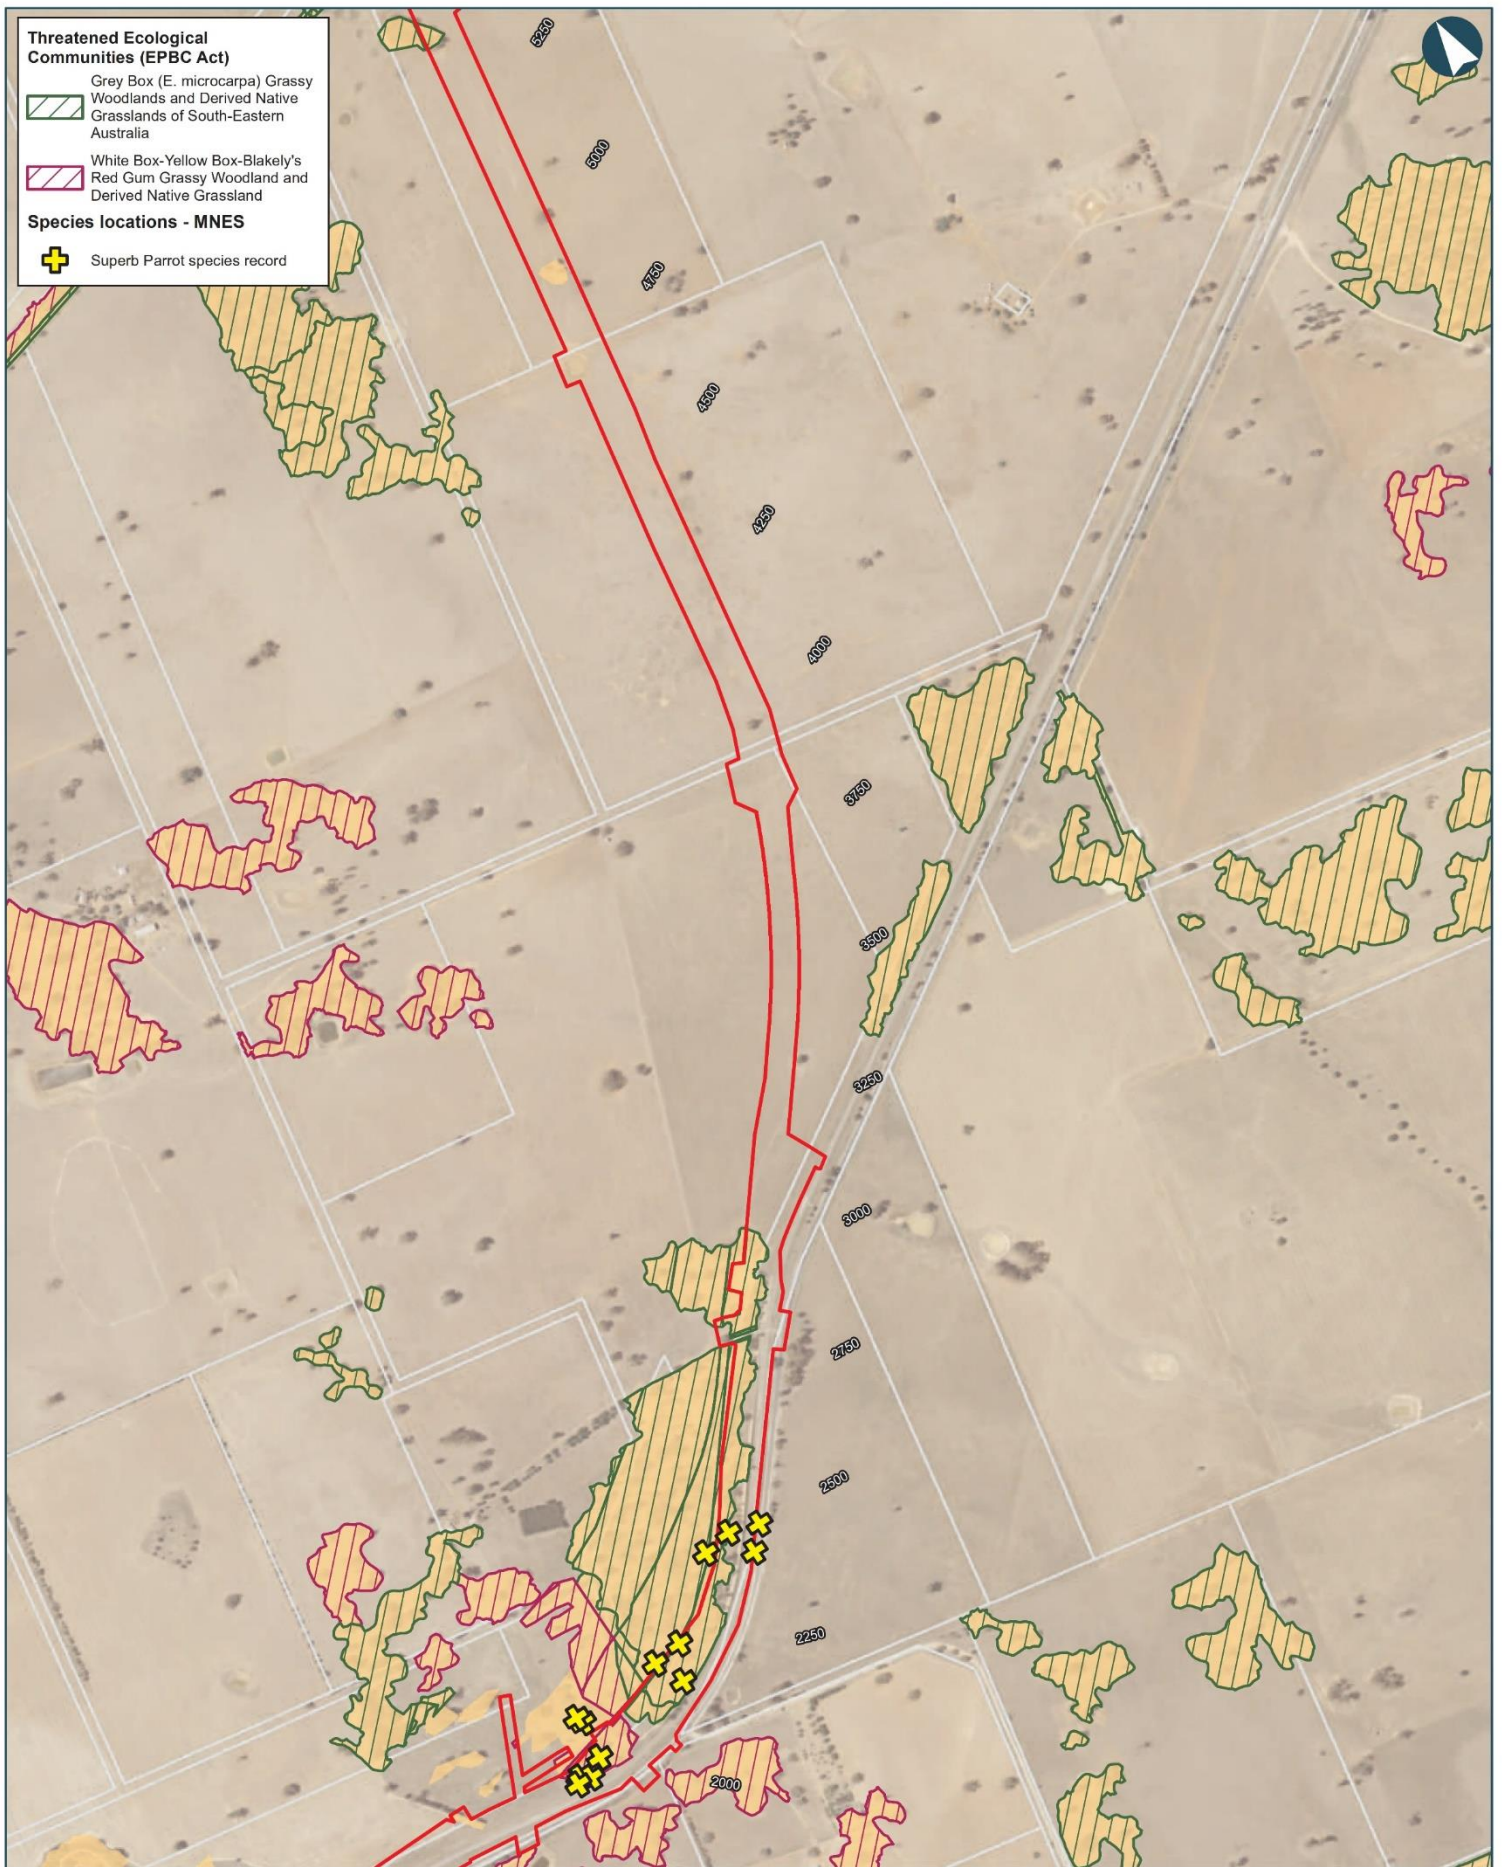 Threatened Ecological
Communities (EPBC Act)
Grey Box (E. microcarpa) Grassy
Woodlands and Derived Native
Grasslands of South-Eastern
Australia
White Box-Yellow Box-Blakely's
Red Gum Grassy Woodland and
Derived Native Grassland
Species locations - MNES
Superb Parrot species record
5250
5000
4750
4500
4250
4000
3750
3500
3250
3000
2750
2500
2250
2000